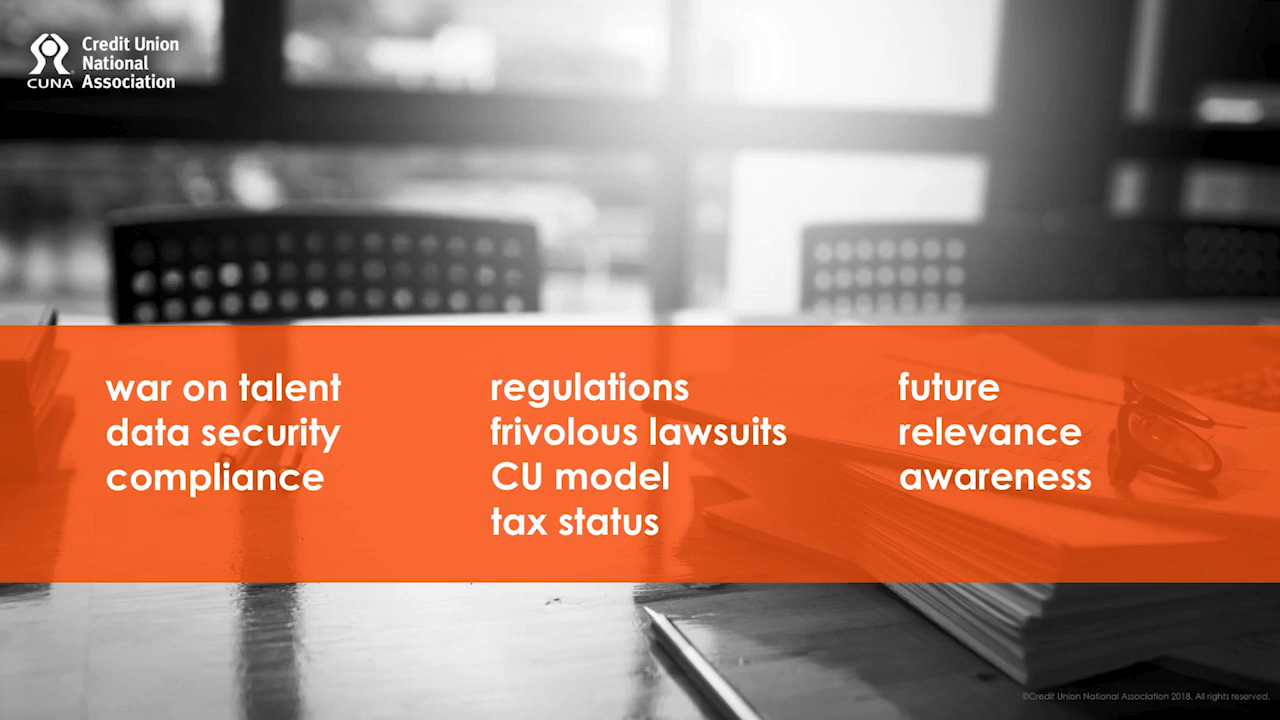 Credit Union
National
Association
CUNA
war on talent
data security
compliance
regulations
frivolous lawsuits
CU model
tax status
future
relevance
awareness
©Credit Union National Association 2018. All rights reserved.